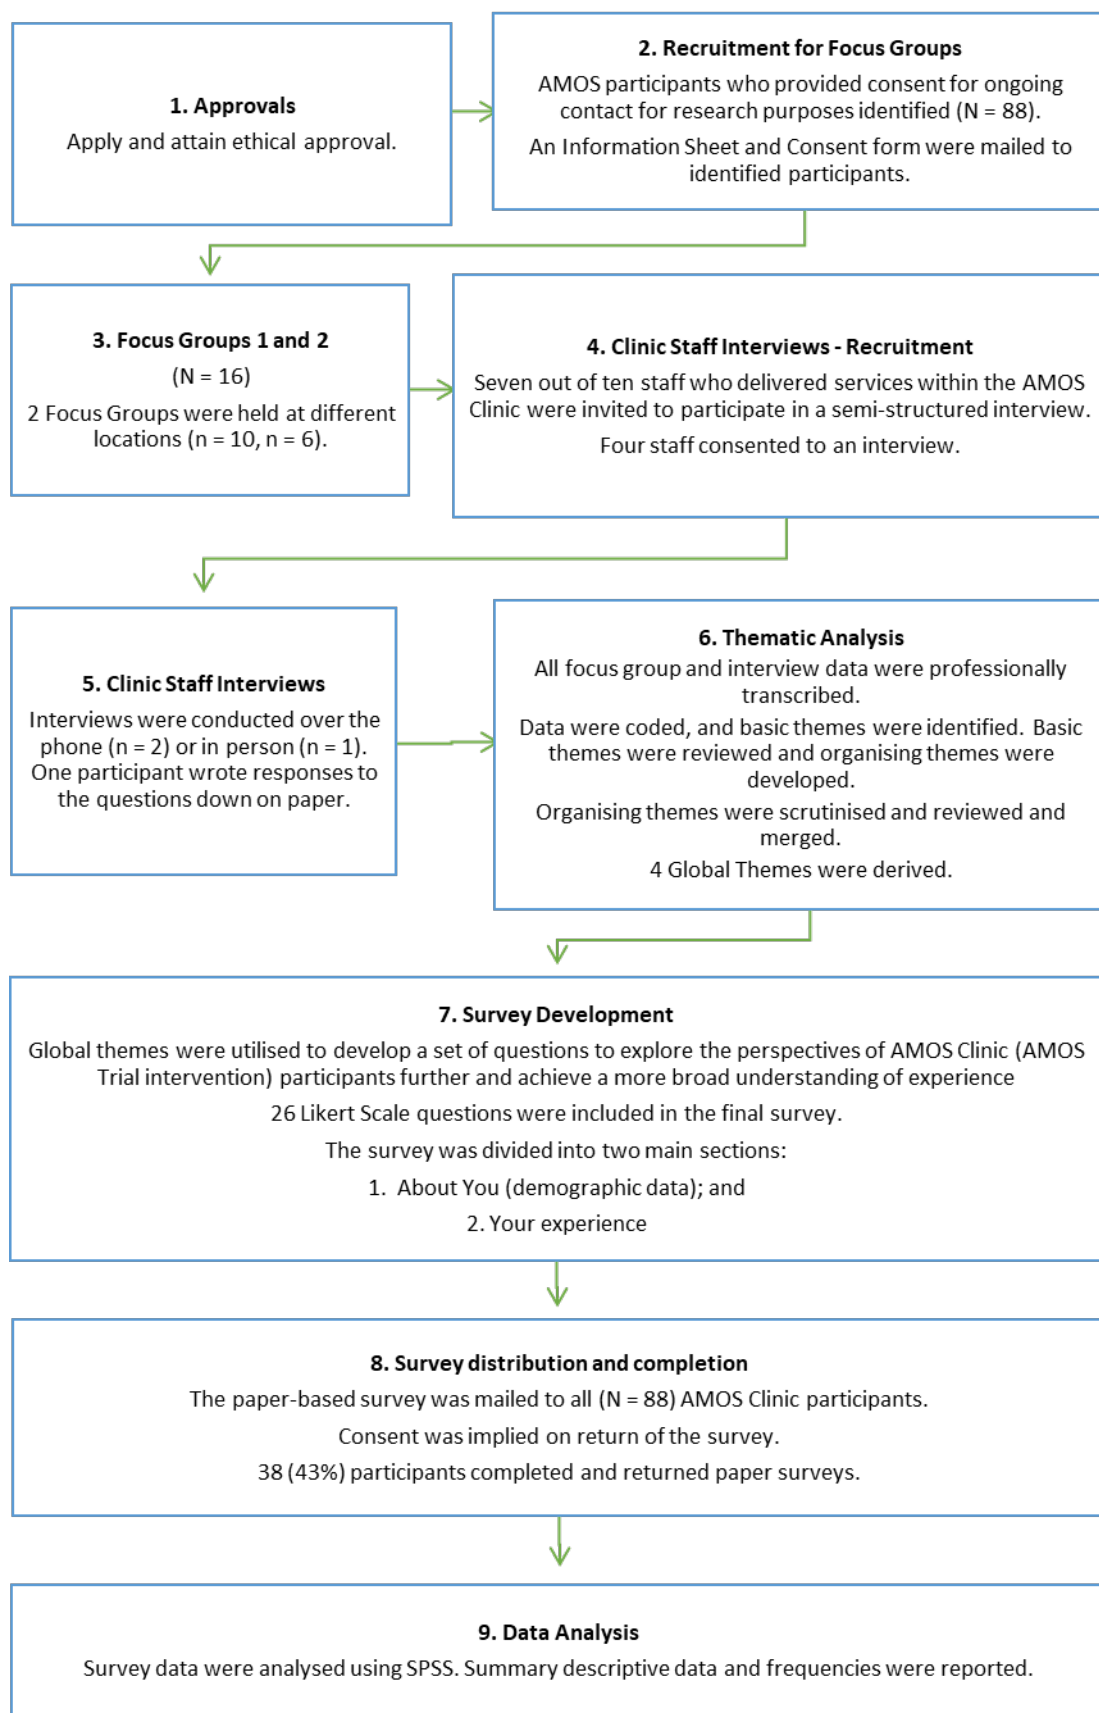 1. Approvals
Apply and attain ethical approval.
2. Recruitment for Focus Groups
AMOS participants who provided consent for ongoing
contact for research purposes identified (N = 88).
An Information Sheet and Consent form were mailed to
identified participants.
3. Focus Groups 1 and 2
(N = 16)
2 Focus Groups were held at different
locations (n = 10, n = 6).
4. Clinic Staff Interviews - Recruitment
Seven out of ten staff who delivered services within the AMOS
Clinic were invited to participate in a semi-structured interview.
Four staff consented to an interview.
5. Clinic Staff Interviews
Interviews were conducted over the
phone (n = 2) or in person (n = 1).
One participant wrote responses to
the questions down on paper.
6. Thematic Analysis
All focus group and interview data were professionally
transcribed.
Data were coded, and basic themes were identified. Basic
themes were reviewed and organising themes were
developed.
Organising themes were scrutinised and reviewed and
merged.
4 Global Themes were derived.
7. Survey Development
Global themes were utilised to develop a set of questions to explore the perspectives of AMOS Clinic (AMOS
Trial intervention) participants further and achieve a more broad understanding of experience
26 Likert Scale questions were included in the final survey.
The survey was divided into two main sections:
1. About You (demographic data); and
2. Your experience
8. Survey distribution and completion
The paper-based survey was mailed to all (N = 88) AMOS Clinic participants.
Consent was implied on return of the survey.
38 (43%) participants completed and returned paper surveys.
9. Data Analysis
Survey data were analysed using SPSS. Summary descriptive data and frequencies were reported.